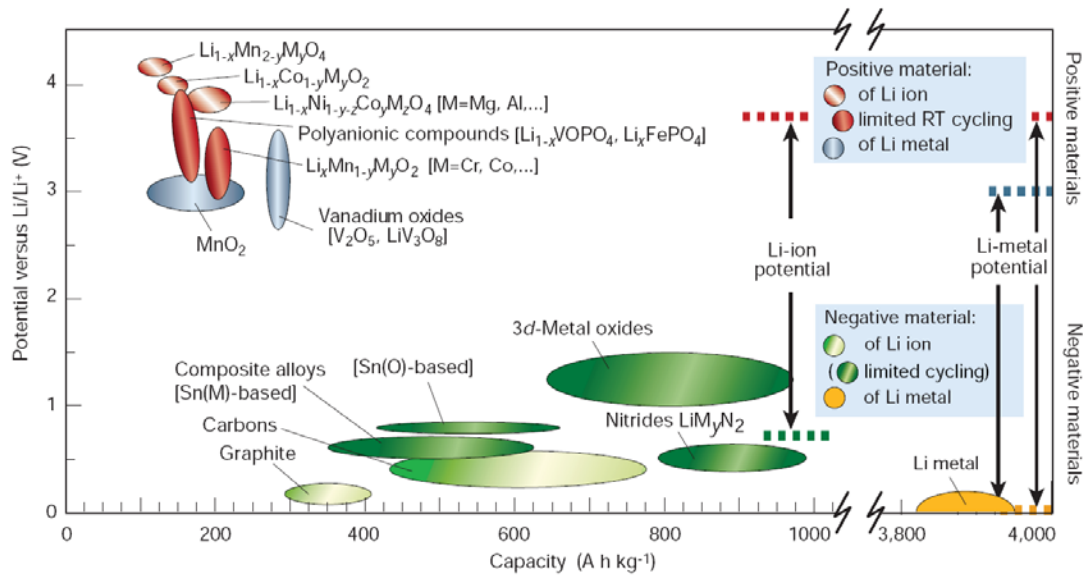 Potential versus Li/Li⁺ (V)
4
3
2
1
0
Li₁₋ₓMn₂₋yMyO₄
Li₁₋ₓCo₁₋yMyO₂
Li₁₋ₓNi₁₋y₋zCoyMzO₄ [M=Mg, Al,...]
Polyanionic compounds [Li₁₋ₓVOPO₄, LiₓFePO₄]
LiₓMn₁₋yMyO₂ [M=Cr, Co,...]
Vanadium oxides
[V₂O₅, LiV₃O₈]
MnO₂
Positive material:
of Li ion
limited RT cycling
of Li metal
Li-ion
potential
Li-metal
potential
Negative material:
of Li ion
( limited cycling)
of Li metal
3d-Metal oxides
[Sn(O)-based]
Composite alloys
[Sn(M)-based]
Carbons
Graphite
Nitrides LiMyN₂
Li metal
0
200
400
600
800
1000
3,800
4,000
Capacity (A h kg⁻¹)
Positive materials
Negative materials